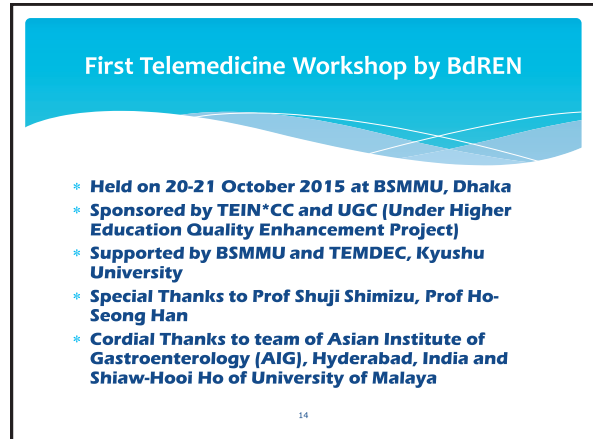 First Telemedicine Workshop by BdREN
* Held on 20-21 October 2015 at BSMMU, Dhaka
* Sponsored by TEIN*CC and UGC (Under Higher
Education Quality Enhancement Project)
* Supported by BSMMU and TEMDEC, Kyushu
University
* Special Thanks to Prof Shuji Shimizu, Prof Ho-
Seong Han
* Cordial Thanks to team of Asian Institute of
Gastroenterology (AIG), Hyderabad, India and
Shiaw-Hooi Ho of University of Malaya
14